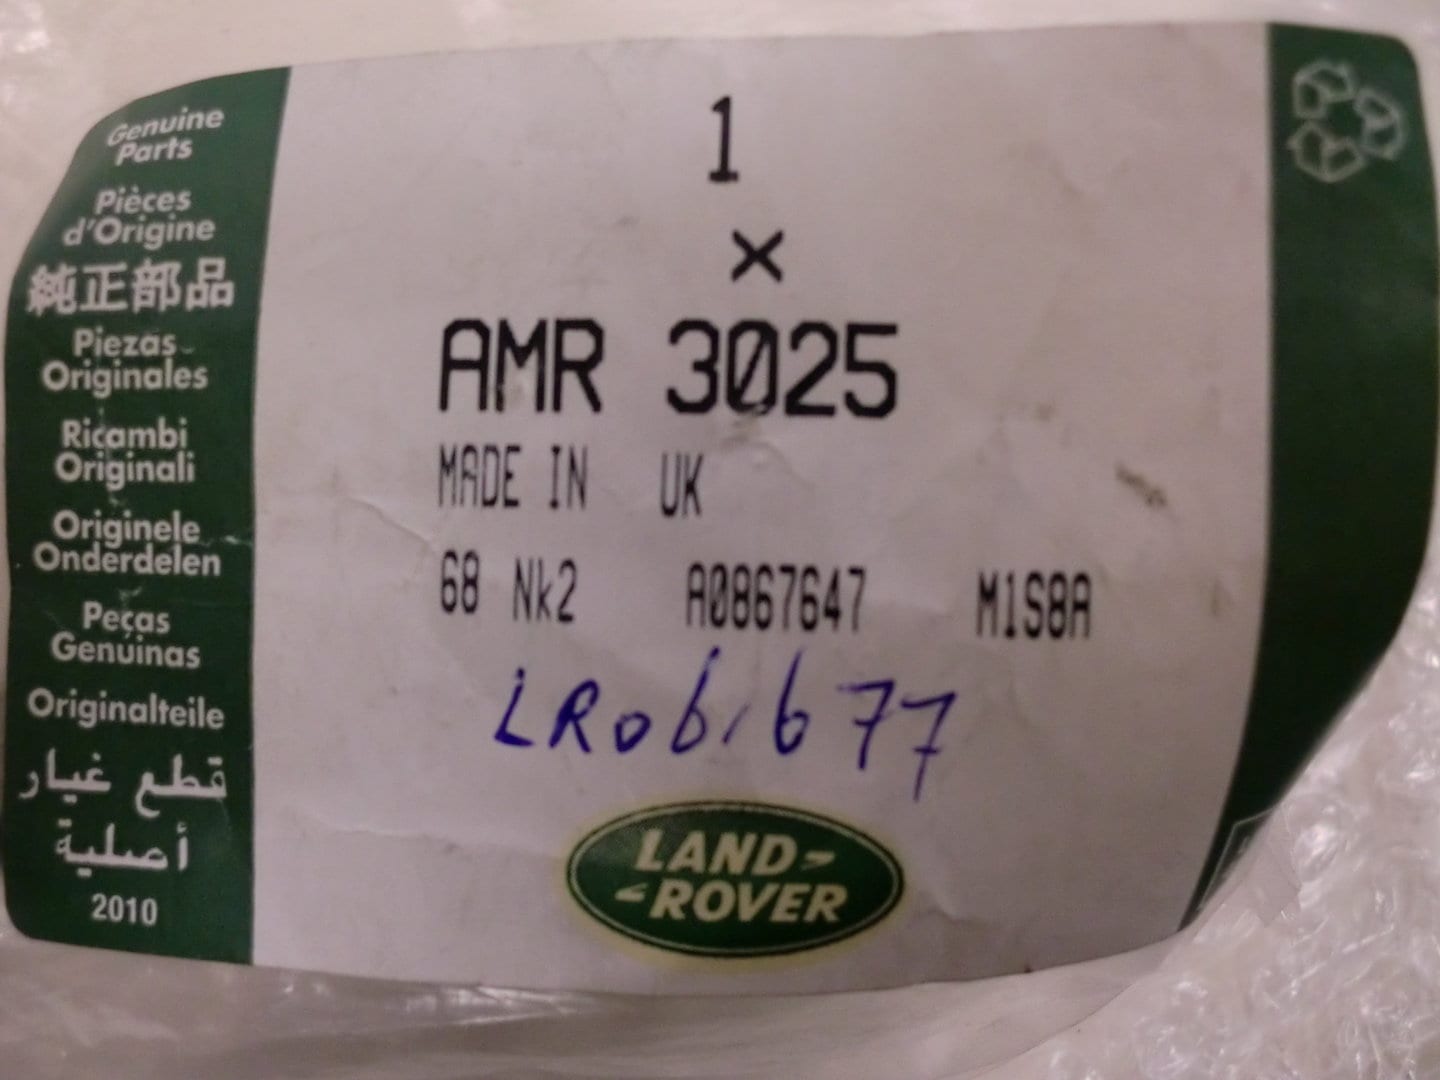 Genuine
Parts
Pièces
d'Origine
純正部品
Piezas
Originales
Ricambi
Originali
Originele
Onderdelen
Peças
Genuinas
Originalteile
قطع غيار
أصلية
2010
1
×
AMR 3025
MADE IN UK
68 Nk2 A0867647 M1S8A
LAND-
-ROVER